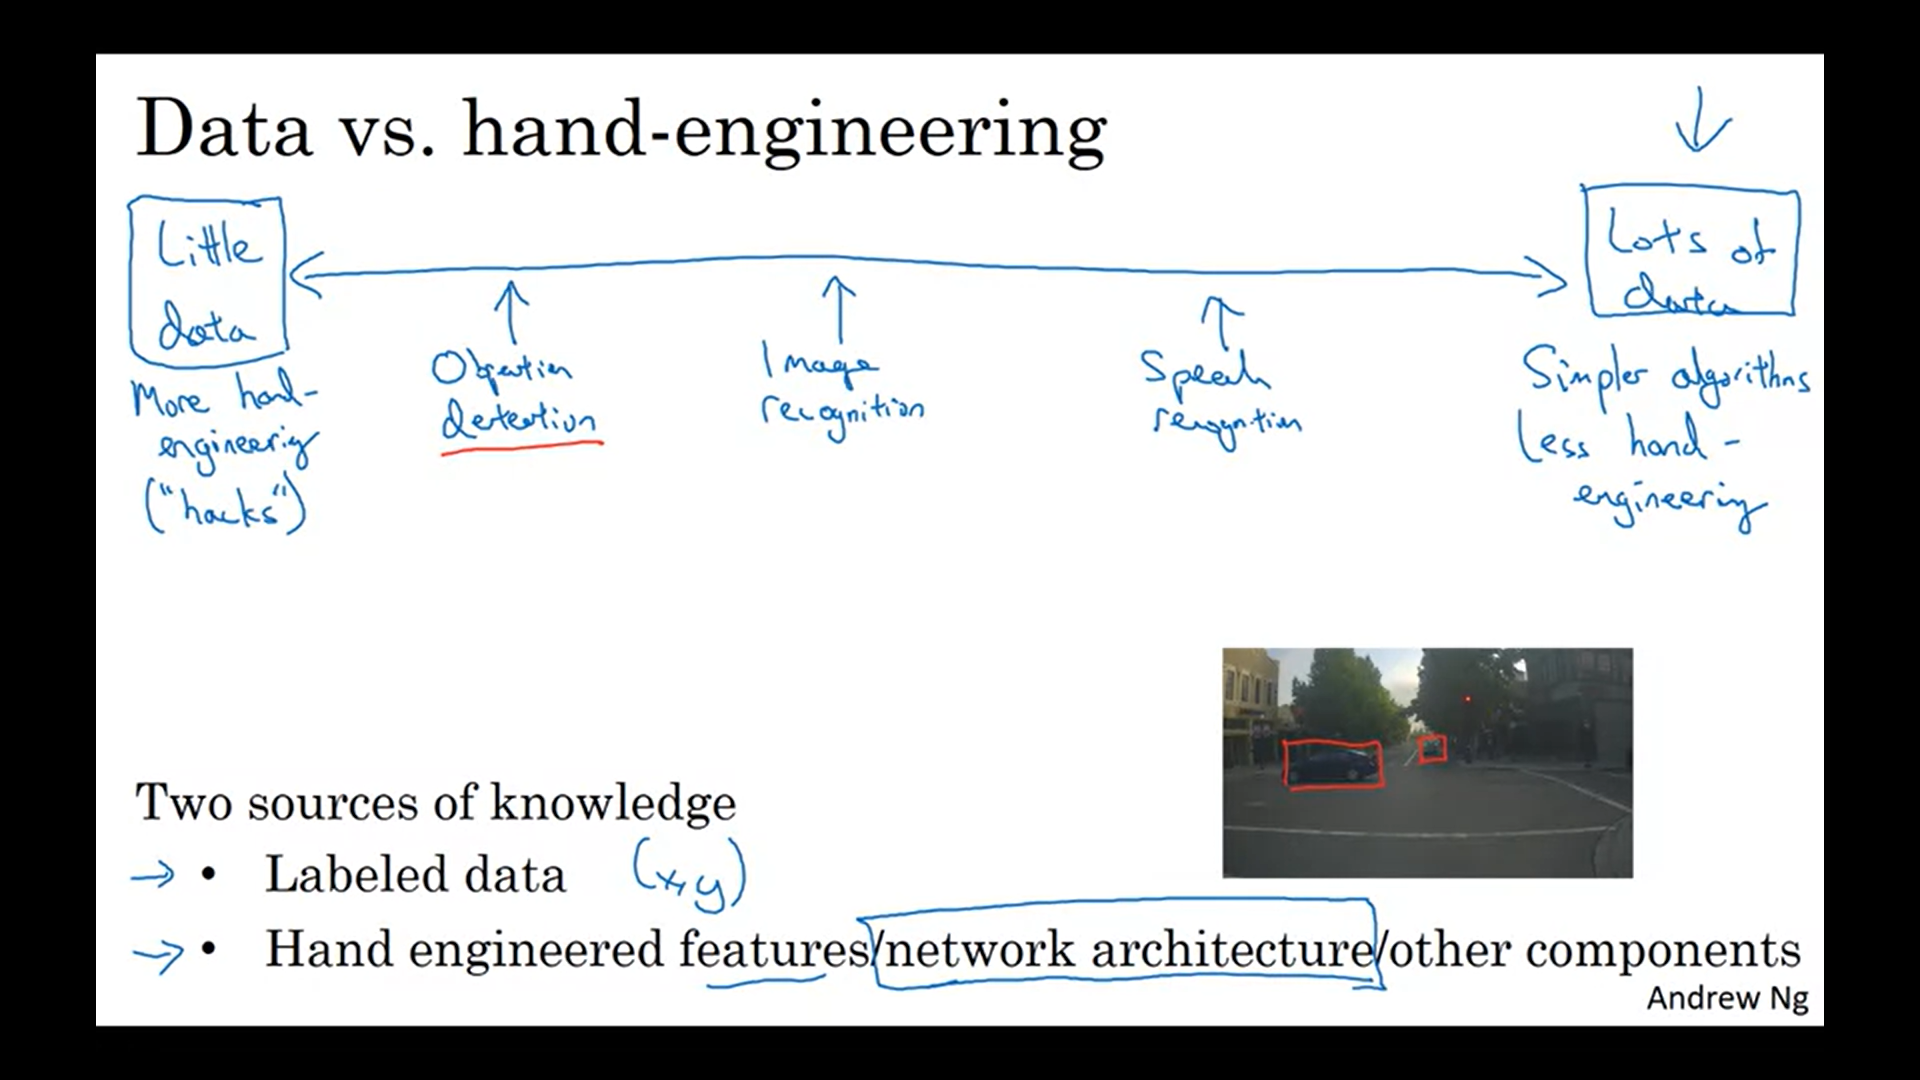 Data vs. hand-engineering
Little
data
Lots of
data
More hand-
engineering
("hacks")
Objection
detection
Image
recognition
Speech
recognition
Simpler algorithms
Less hand-
engineering
Two sources of knowledge
→ • Labeled data (x,y)
→ • Hand engineered features/network architecture/other components
Andrew Ng